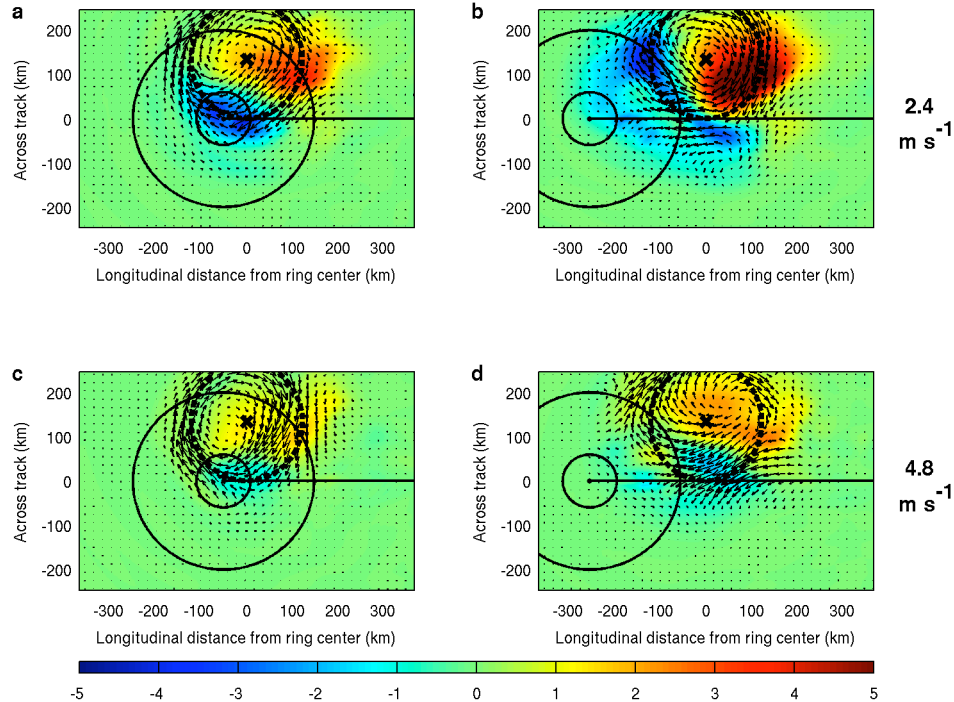 a
b
200
100
0
-100
-200
Across track (km)
-300 -200 -100 0 100 200 300
Longitudinal distance from ring center (km)
200
100
0
-100
-200
Across track (km)
-300 -200 -100 0 100 200 300
Longitudinal distance from ring center (km)
2.4
m s⁻¹
c
d
200
100
0
-100
-200
Across track (km)
-300 -200 -100 0 100 200 300
Longitudinal distance from ring center (km)
200
100
0
-100
-200
Across track (km)
-300 -200 -100 0 100 200 300
Longitudinal distance from ring center (km)
4.8
m s⁻¹
-5 -4 -3 -2 -1 0 1 2 3 4 5